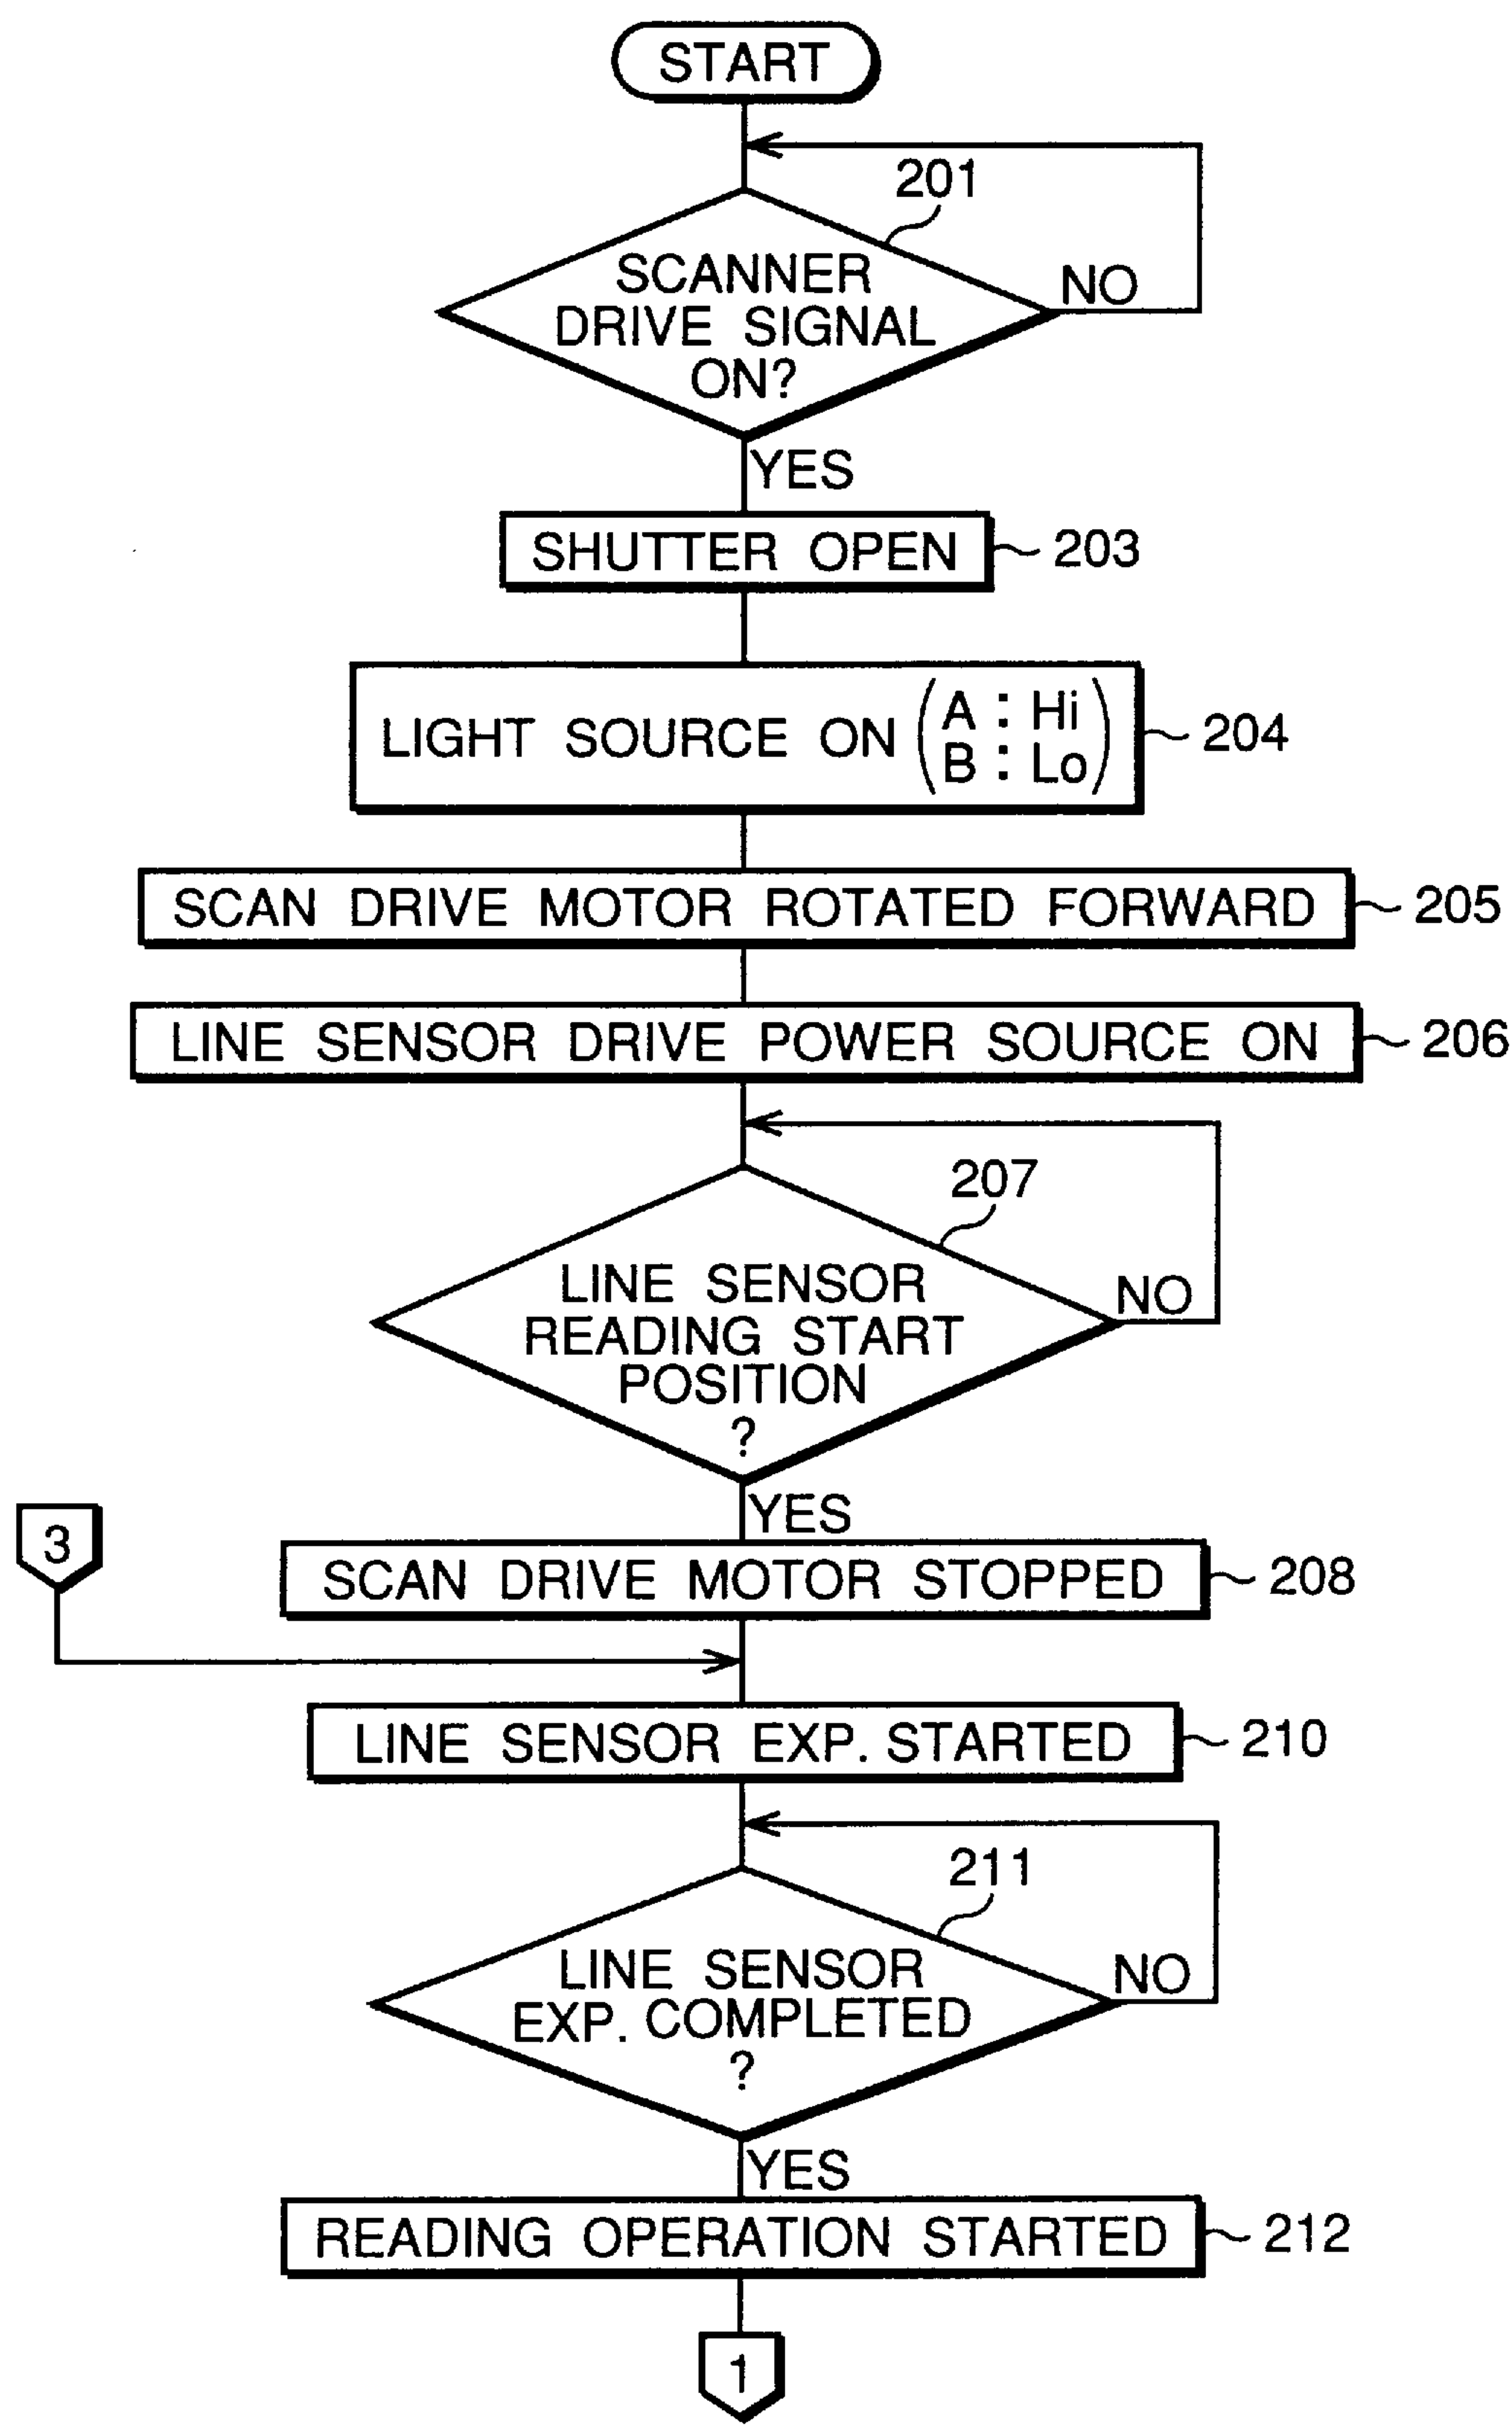 START
201
SCANNER
DRIVE SIGNAL
ON?
NO
YES
SHUTTER OPEN
203
LIGHT SOURCE ON (A : Hi
B : Lo)
204
SCAN DRIVE MOTOR ROTATED FORWARD
205
LINE SENSOR DRIVE POWER SOURCE ON
206
207
LINE SENSOR
READING START
POSITION
?
NO
YES
3
SCAN DRIVE MOTOR STOPPED
208
LINE SENSOR EXP. STARTED
210
211
LINE SENSOR
EXP. COMPLETED
?
NO
YES
READING OPERATION STARTED
212
1